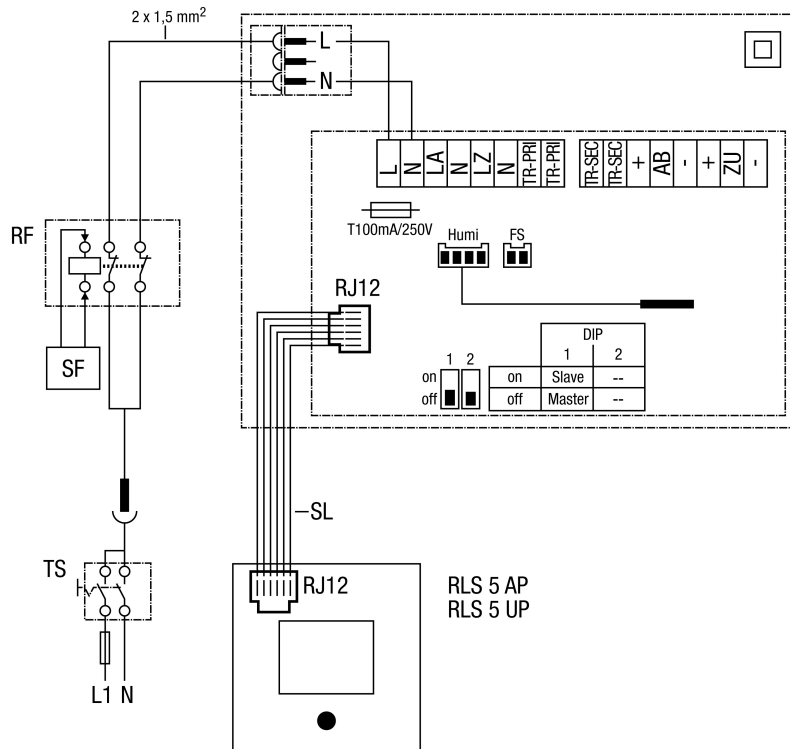 2 x 1,5 mm²
L
N
L N LA N LZ N TR-PRI TR-PRI TR-SEC TR-SEC + AB - + ZU -
T100mA/250V
Humi FS
RF
SF
RJ12
DIP
1 2
1 2
on on Slave --
off off Master --
SL
TS
RJ12
RLS 5 AP
RLS 5 UP
L1 N